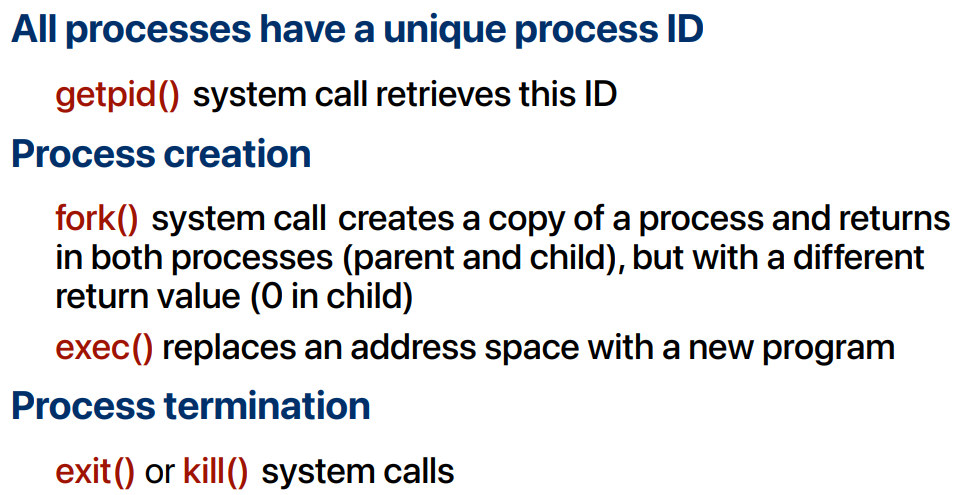 All processes have a unique process ID
getpid() system call retrieves this ID
Process creation
fork() system call creates a copy of a process and returns
in both processes (parent and child), but with a different
return value (0 in child)
exec() replaces an address space with a new program
Process termination
exit() or kill() system calls